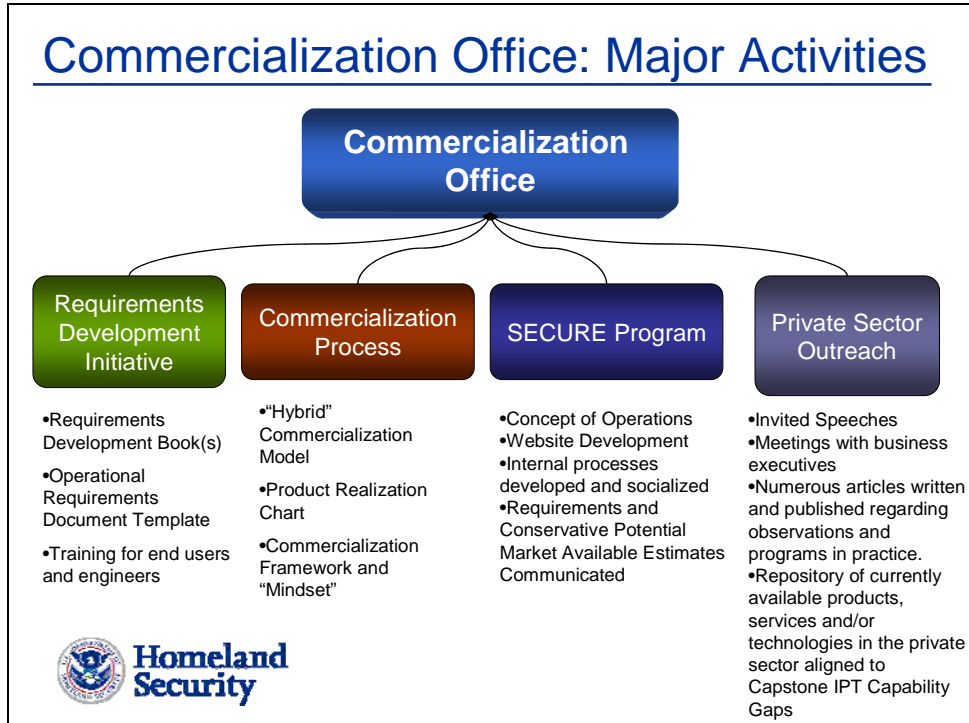 Commercialization Office: Major Activities
Commercialization
Office
Requirements
Development
Initiative
•Requirements
Development Book(s)
•Operational
Requirements
Document Template
•Training for end users
and engineers
Commercialization
Process
•“Hybrid”
Commercialization
Model
•Product Realization
Chart
•Commercialization
Framework and
“Mindset”
SECURE Program
•Concept of Operations
•Website Development
•Internal processes
developed and socialized
•Requirements and
Conservative Potential
Market Available Estimates
Communicated
Private Sector
Outreach
•Invited Speeches
•Meetings with business
executives
•Numerous articles written
and published regarding
observations and
programs in practice.
•Repository of currently
available products,
services and/or
technologies in the private
sector aligned to
Capstone IPT Capability
Gaps
Homeland
Security